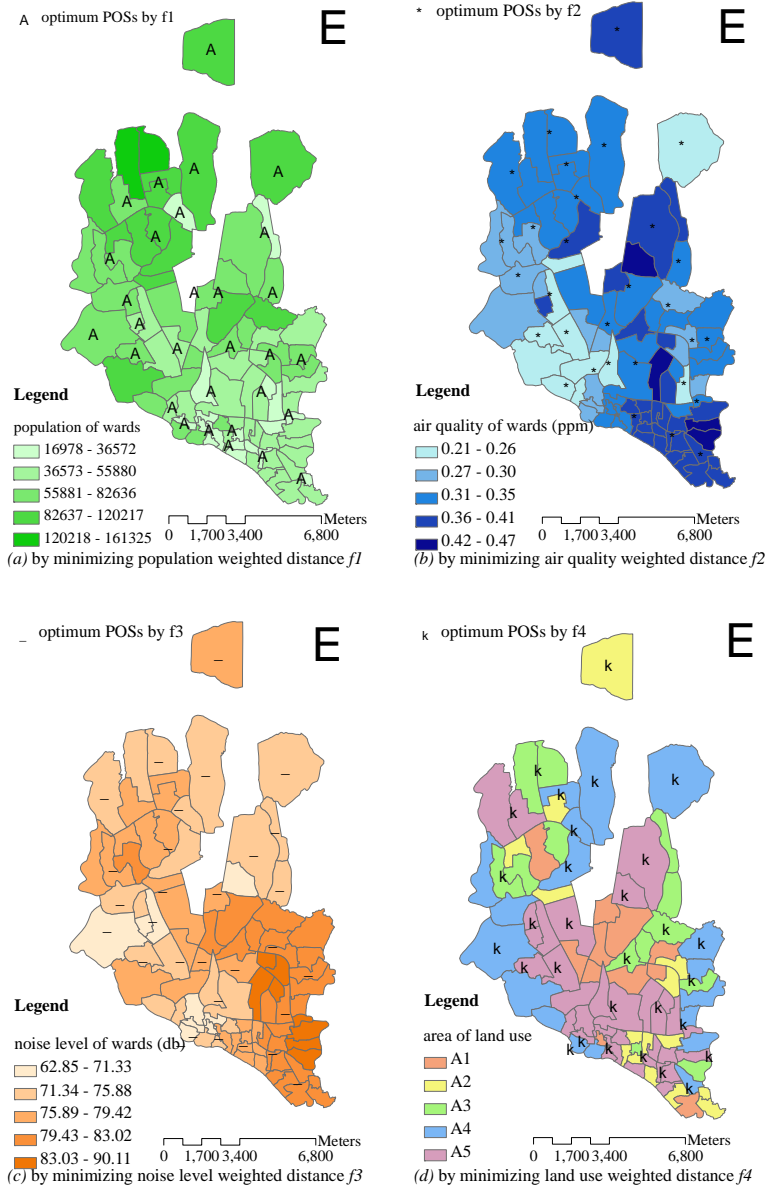 A optimum POSs by f1
E
Legend
population of wards
16978 - 36572
36573 - 55880
55881 - 82636
82637 - 120217
120218 - 161325
Meters
0 1,700 3,400 6,800
(a) by minimizing population weighted distance f1
* optimum POSs by f2
E
Legend
air quality of wards (ppm)
0.21 - 0.26
0.27 - 0.30
0.31 - 0.35
0.36 - 0.41
0.42 - 0.47
Meters
0 1,700 3,400 6,800
(b) by minimizing air quality weighted distance f2
_ optimum POSs by f3
E
Legend
noise level of wards (db)
62.85 - 71.33
71.34 - 75.88
75.89 - 79.42
79.43 - 83.02
83.03 - 90.11
Meters
0 1,700 3,400 6,800
(c) by minimizing noise level weighted distance f3
k optimum POSs by f4
E
Legend
area of land use
A1
A2
A3
A4
A5
Meters
0 1,700 3,400 6,800
(d) by minimizing land use weighted distance f4